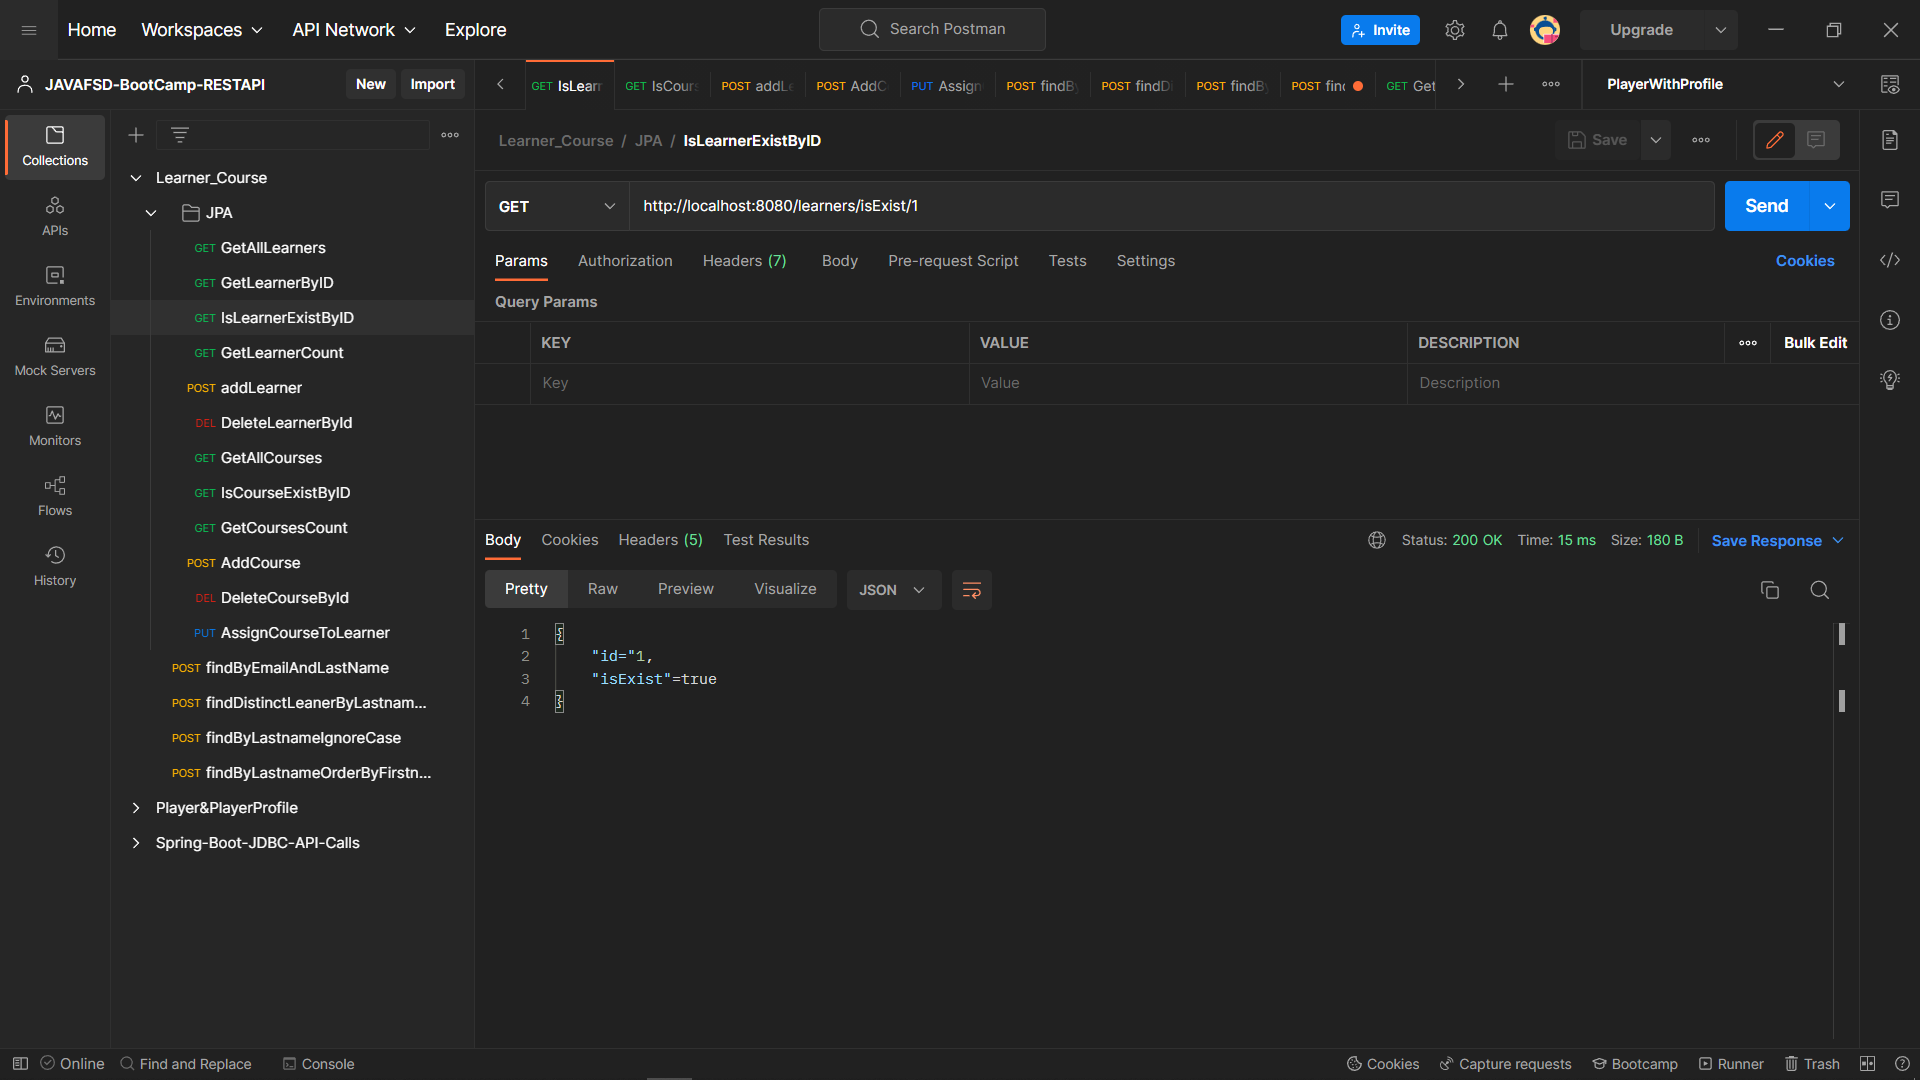 Home Workspaces API Network Explore Search Postman Invite Upgrade
JAVAFSD-BootCamp-RESTAPI New Import
GET IsLear GET IsCour POST addL POST AddC PUT Assign POST findBy POST findDi POST findBy POST fin GET Get PlayerWithProfile
Collections
APIs
Environments
Mock Servers
Monitors
Flows
History
Learner_Course
JPA
GET GetAllLearners
GET GetLearnerByID
GET IsLearnerExistByID
GET GetLearnerCount
POST addLearner
DEL DeleteLearnerById
GET GetAllCourses
GET IsCourseExistByID
GET GetCoursesCount
POST AddCourse
DEL DeleteCourseById
PUT AssignCourseToLearner
POST findByEmailAndLastName
POST findDistinctLeanerByLastnam...
POST findByLastnameIgnoreCase
POST findByLastnameOrderByFirstn...
Player&PlayerProfile
Spring-Boot-JDBC-API-Calls
Learner_Course / JPA / IsLearnerExistByID Save
GET http://localhost:8080/learners/isExist/1 Send
Params Authorization Headers (7) Body Pre-request Script Tests Settings Cookies
Query Params
KEY VALUE DESCRIPTION Bulk Edit
Key Value Description
Body Cookies Headers (5) Test Results Status: 200 OK Time: 15 ms Size: 180 B Save Response
Pretty Raw Preview Visualize JSON
1 {
2 "id="1,
3 "isExist"=true
4 }
Online Find and Replace Console Cookies Capture requests Bootcamp Runner Trash